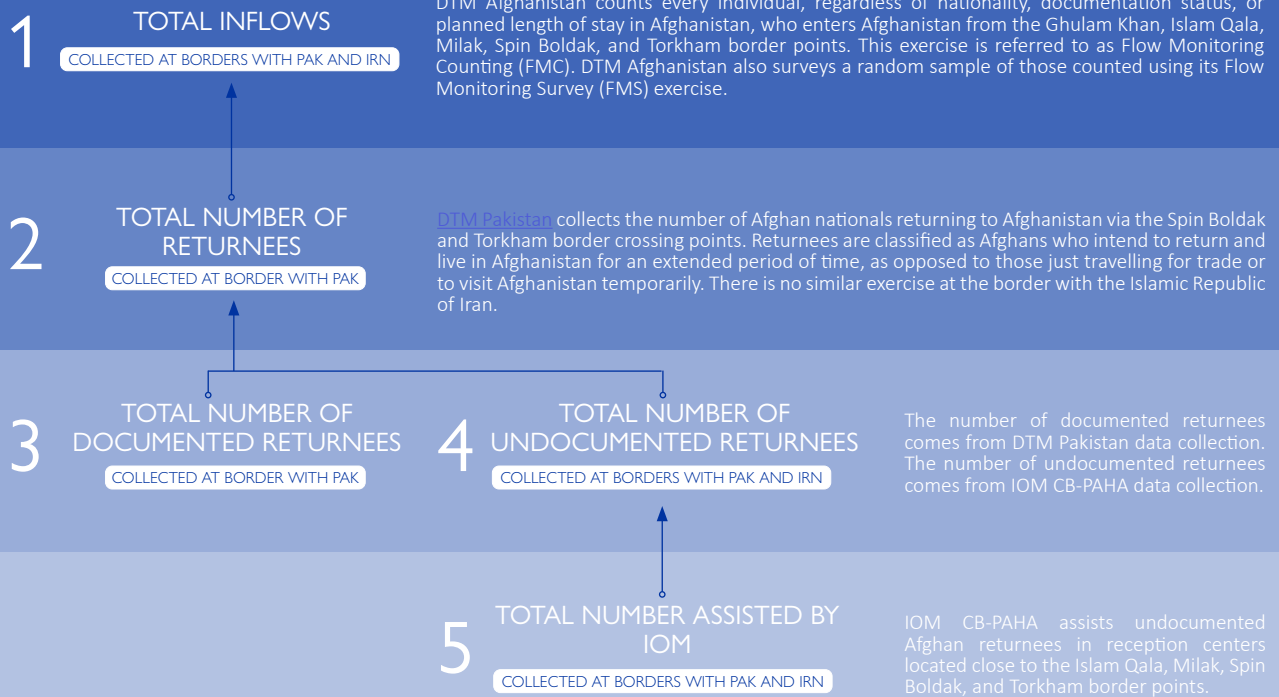 1
TOTAL INFLOWS
COLLECTED AT BORDERS WITH PAK AND IRN
DTM Afghanistan counts every individual, regardless of nationality, documentation status, or
planned length of stay in Afghanistan, who enters Afghanistan from the Ghulam Khan, Islam Qala,
Milak, Spin Boldak, and Torkham border points. This exercise is referred to as Flow Monitoring
Counting (FMC). DTM Afghanistan also surveys a random sample of those counted using its Flow
Monitoring Survey (FMS) exercise.
2
TOTAL NUMBER OF
RETURNEES
COLLECTED AT BORDER WITH PAK
DTM Pakistan collects the number of Afghan nationals returning to Afghanistan via the Spin Boldak
and Torkham border crossing points. Returnees are classified as Afghans who intend to return and
live in Afghanistan for an extended period of time, as opposed to those just travelling for trade or
to visit Afghanistan temporarily. There is no similar exercise at the border with the Islamic Republic
of Iran.
3
TOTAL NUMBER OF
DOCUMENTED RETURNEES
COLLECTED AT BORDER WITH PAK
4
TOTAL NUMBER OF
UNDOCUMENTED RETURNEES
COLLECTED AT BORDERS WITH PAK AND IRN
The number of documented returnees
comes from DTM Pakistan data collection.
The number of undocumented returnees
comes from IOM CB-PAHA data collection.
5
TOTAL NUMBER ASSISTED BY
IOM
COLLECTED AT BORDERS WITH PAK AND IRN
IOM CB-PAHA assists undocumented
Afghan returnees in reception centers
located close to the Islam Qala, Milak, Spin
Boldak, and Torkham border points.